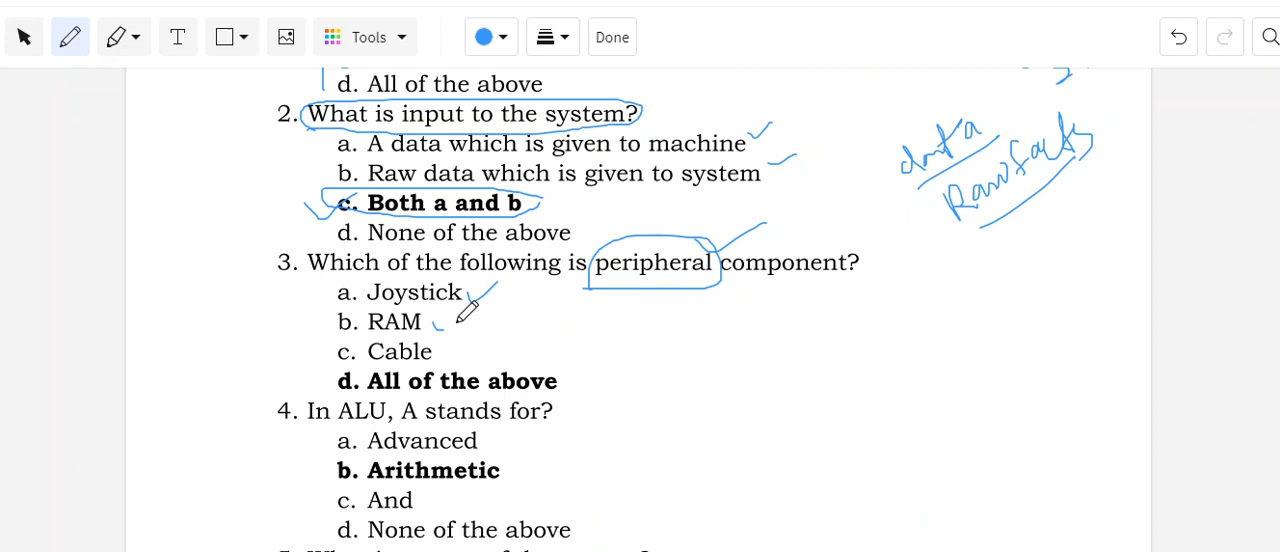 T Tools Done
d. All of the above
2. What is input to the system?
a. A data which is given to machine
b. Raw data which is given to system
c. Both a and b
d. None of the above
data
Raw facts
3. Which of the following is peripheral component?
a. Joystick
b. RAM
c. Cable
d. All of the above
4. In ALU, A stands for?
a. Advanced
b. Arithmetic
c. And
d. None of the above